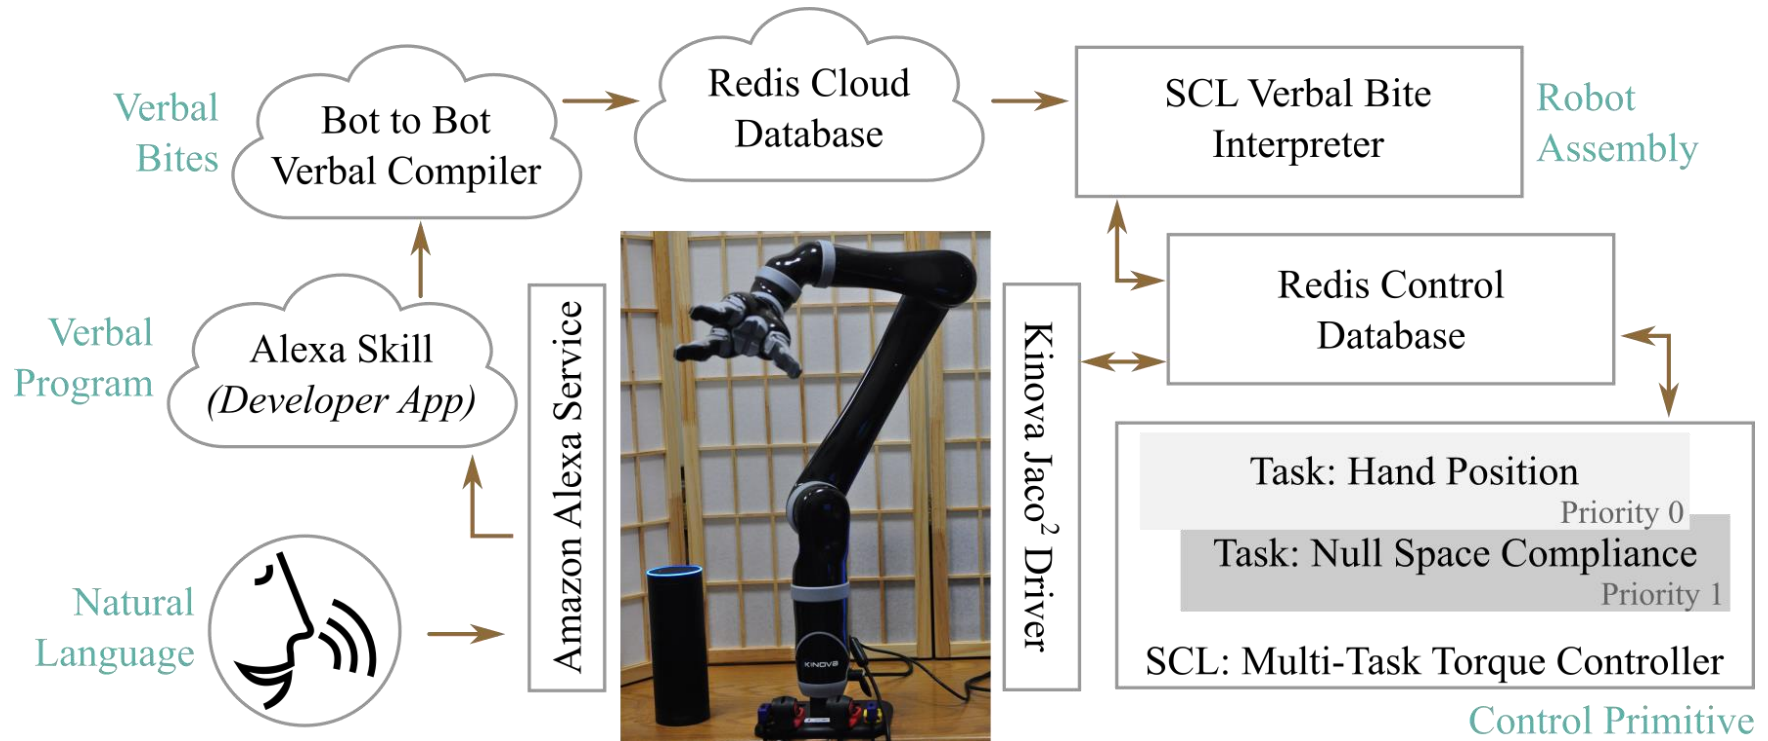 Verbal
Bites
Bot to Bot
Verbal Compiler
Redis Cloud
Database
SCL Verbal Bite
Interpreter
Robot
Assembly
Verbal
Program
Alexa Skill
(Developer App)
Amazon Alexa Service
KINOVA
Kinova Jaco² Driver
Redis Control
Database
Natural
Language
Task: Hand Position
Priority 0
Task: Null Space Compliance
Priority 1
SCL: Multi-Task Torque Controller
Control Primitive